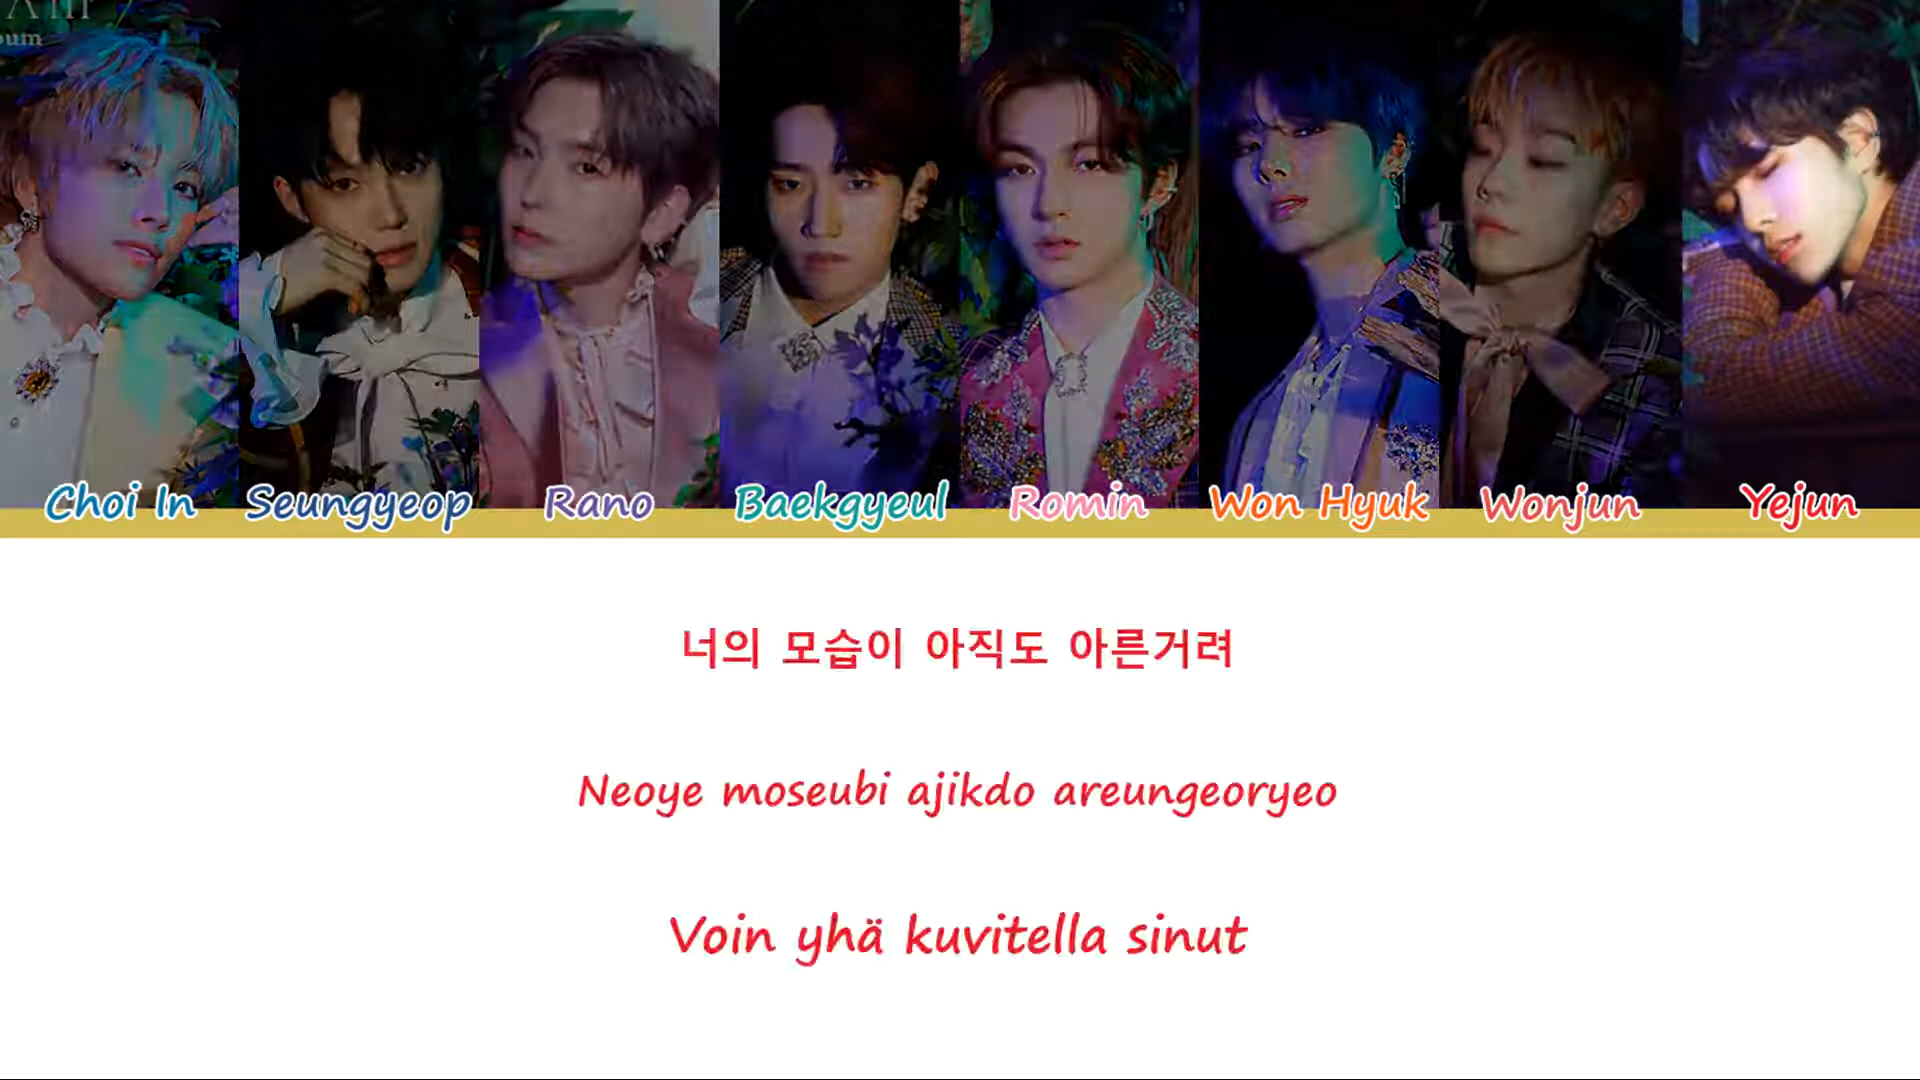 Choi In Seungyeop Rano Baekgyeul Romin Won Hyuk Wonjun Yejun
너의 모습이 아직도 아른거려
Neoye moseubi ajikdo areungeoryeo
Voin yhä kuvitella sinut